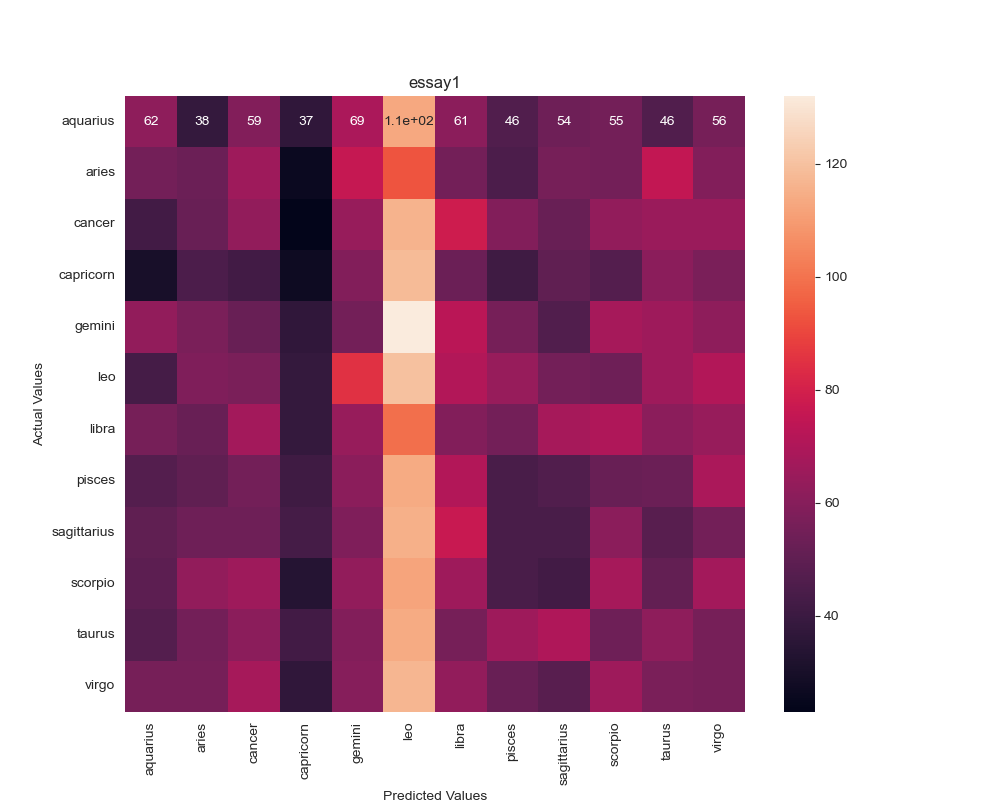 essay1
aquarius 62 38 59 37 69 1.1e+02 61 46 54 55 46 56
aries
cancer
capricorn
gemini
leo
libra
pisces
sagittarius
scorpio
taurus
virgo
Actual Values
aquarius aries cancer capricorn gemini leo libra pisces sagittarius scorpio taurus virgo
Predicted Values
120
100
80
60
40